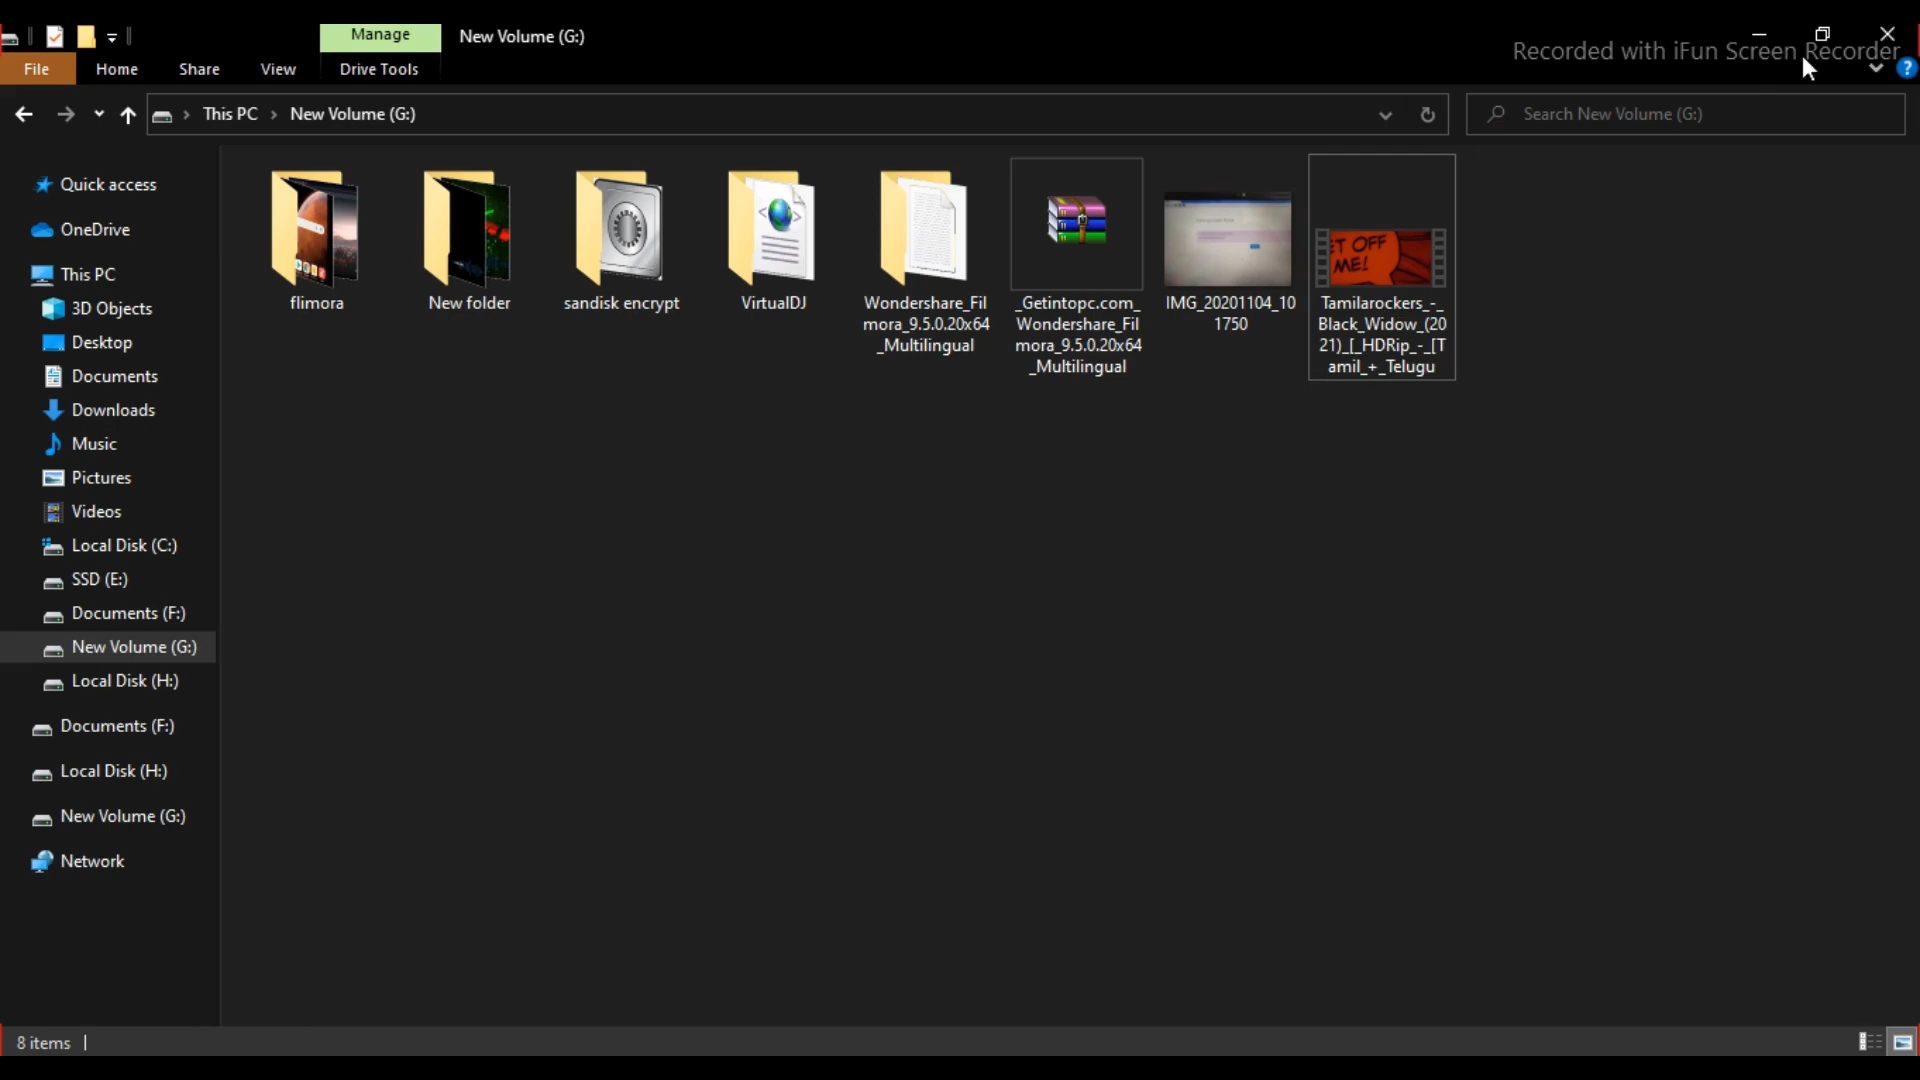 Manage
New Volume (G:)
Recorded with iFun Screen Recorder
File
Home
Share
View
Drive Tools
This PC
New Volume (G:)
Search New Volume (G:)
Quick access
OneDrive
This PC
3D Objects
Desktop
Documents
Downloads
Music
Pictures
Videos
Local Disk (C:)
SSD (E:)
Documents (F:)
New Volume (G:)
Local Disk (H:)
Documents (F:)
Local Disk (H:)
New Volume (G:)
Network
flimora
New folder
sandisk encrypt
VirtualDJ
Wondershare_Fil
mora_9.5.0.20x64
_Multilingual
_Getintopc.com_
Wondershare_Fil
mora_9.5.0.20x64
_Multilingual
IMG_20201104_10
1750
ET OFF
ME!
Tamilarockers_-_
Black_Widow_(20
21)_[_HDRip_-_[T
amil_+_Telugu
8 items